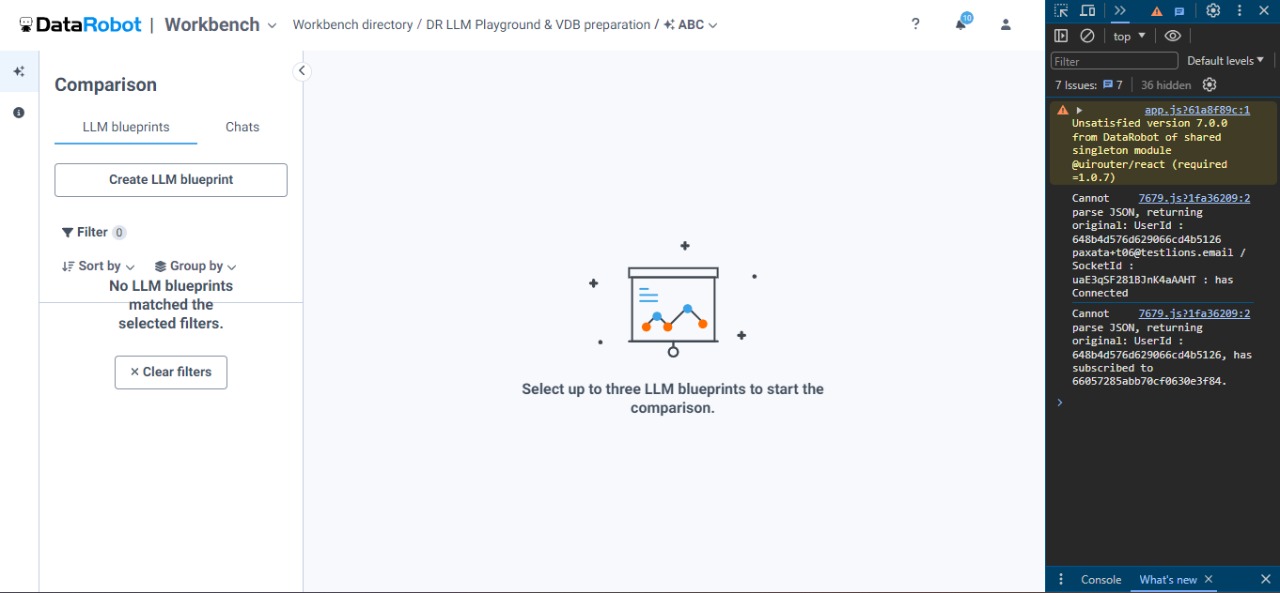 DataRobot | Workbench
Workbench directory / DR LLM Playground & VDB preparation / ABC
?
10
Comparison
LLM blueprints
Chats
Create LLM blueprint
Filter 0
Sort by
Group by
No LLM blueprints
matched the
selected filters.
× Clear filters
Select up to three LLM blueprints to start the
comparison.
top
Filter
Default levels
7 Issues: 7
36 hidden
app.js?61a8f89c:1
Unsatisfied version 7.0.0
from DataRobot of shared
singleton module
@uirouter/react (required
=1.0.7)
Cannot 7679.js?1fa36209:2
parse JSON, returning
original: UserId :
648b4d576d629066cd4b5126
paxata+t06@testlions.email /
SocketId :
uaE3qSF281BJnK4aAAHT : has
Connected
Cannot 7679.js?1fa36209:2
parse JSON, returning
original: UserId :
648b4d576d629066cd4b5126, has
subscribed to
66057285abb70cf0630e3f84.
Console
What's new